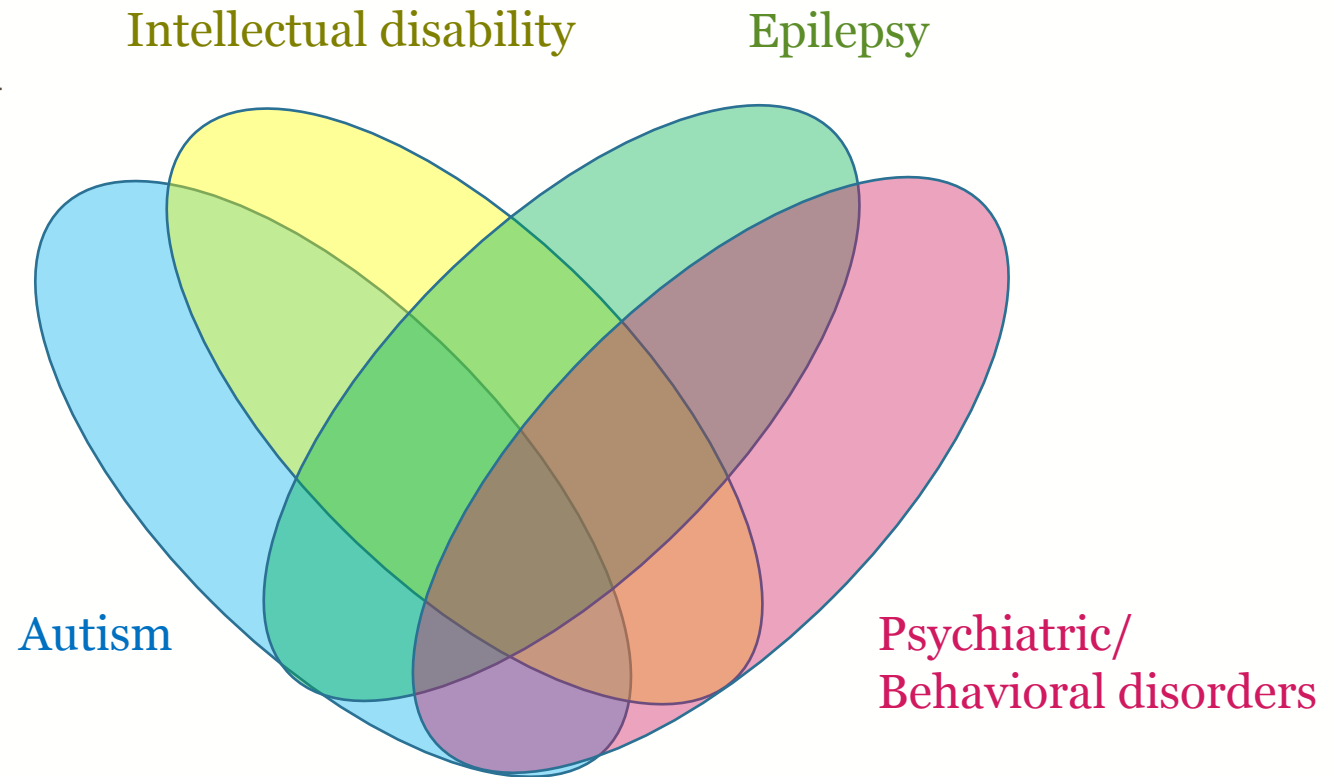 Intellectual disability
Epilepsy
Autism
Psychiatric/
Behavioral disorders